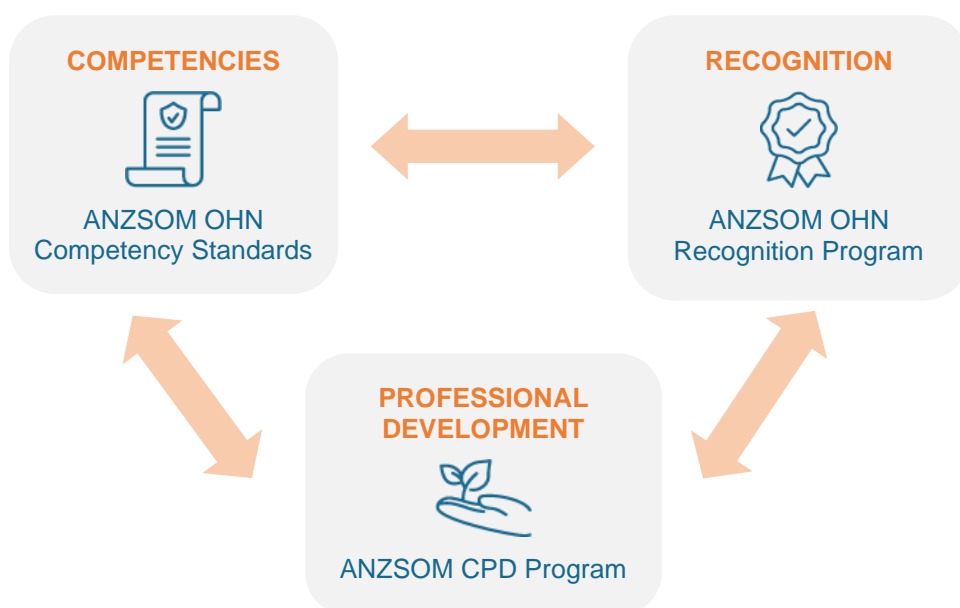 COMPETENCIES
ANZSOM OHN
Competency Standards
RECOGNITION
ANZSOM OHN
Recognition Program
PROFESSIONAL
DEVELOPMENT
ANZSOM CPD Program